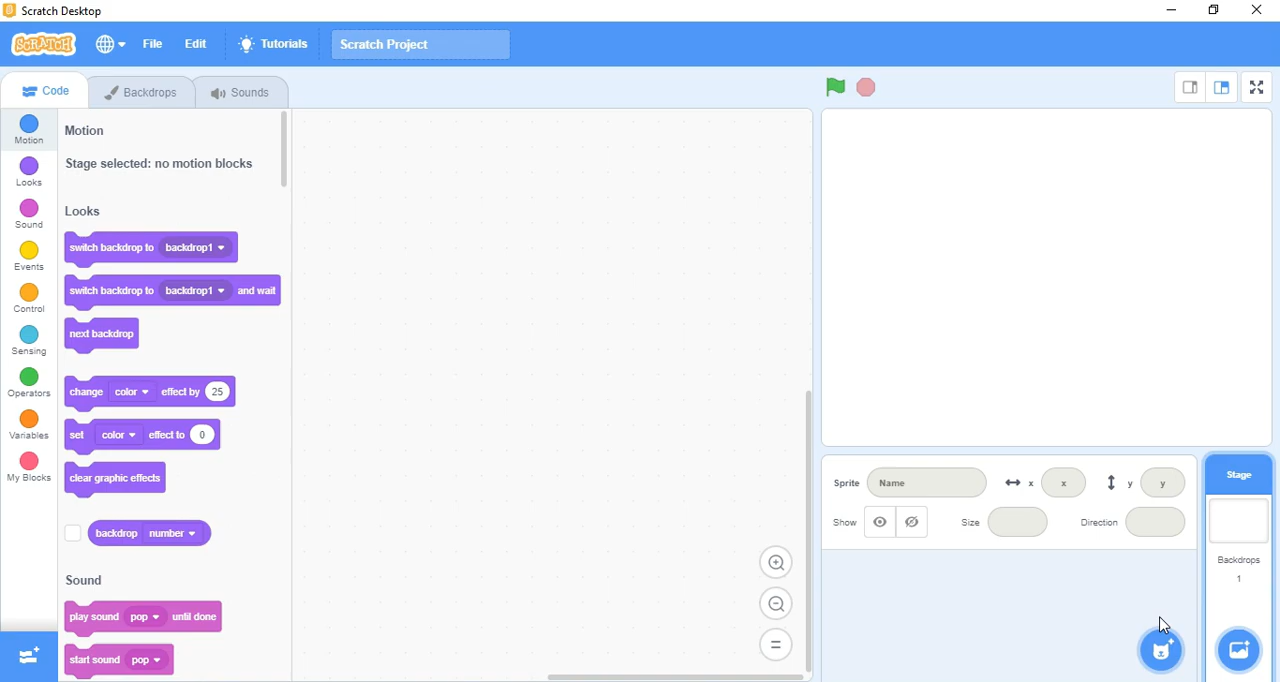 Scratch Desktop
SCRATCH File Edit Tutorials Scratch Project
Code Backdrops Sounds
Motion
Looks
Sound
Events
Control
Sensing
Operators
Variables
My Blocks
Motion
Stage selected: no motion blocks
Looks
switch backdrop to backdrop1
switch backdrop to backdrop1 and wait
next backdrop
change color effect by 25
set color effect to 0
clear graphic effects
backdrop number
Sound
play sound pop until done
start sound pop
Sprite Name x x y y
Show Size Direction
Stage
Backdrops
1